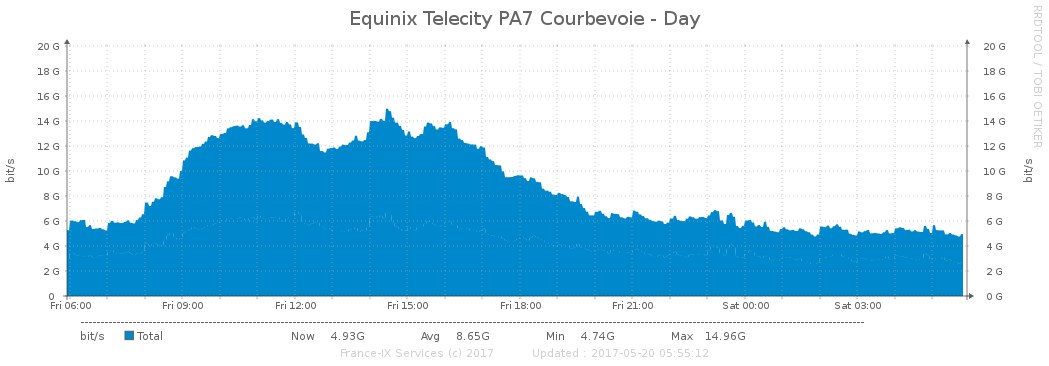 Equinix Telecity PA7 Courbevoie - Day
RRDTOOL / TOBI OETIKER
bit/s
bit/s
20 G 20 G
18 G 18 G
16 G 16 G
14 G 14 G
12 G 12 G
10 G 10 G
8 G 8 G
6 G 6 G
4 G 4 G
2 G 2 G
0 0 G
Fri 06:00 Fri 09:00 Fri 12:00 Fri 15:00 Fri 18:00 Fri 21:00 Sat 00:00 Sat 03:00
bit/s Total Now 4.93G Avg 8.65G Min 4.74G Max 14.96G
France-IX Services (c) 2017 Updated : 2017-05-20 05:55:12